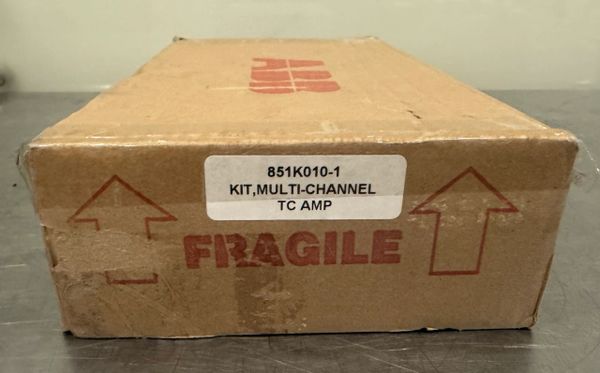 ABB
851K010-1
KIT,MULTI-CHANNEL
TC AMP
FRAGILE